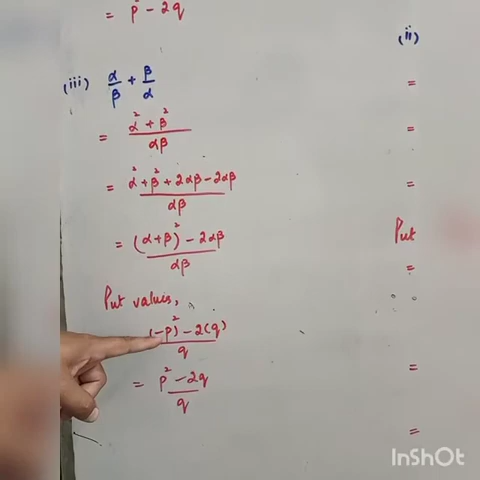 = p² - 2q
(iii) α/β + β/α
= α² + β² / αβ
= α² + β² + 2αβ - 2αβ / αβ
= (α+β)² - 2αβ / αβ
Put values,
(-p)² - 2(q) / q
= p² - 2q / q
(ii)
=
=
=
Put
=
=
=
InShOt